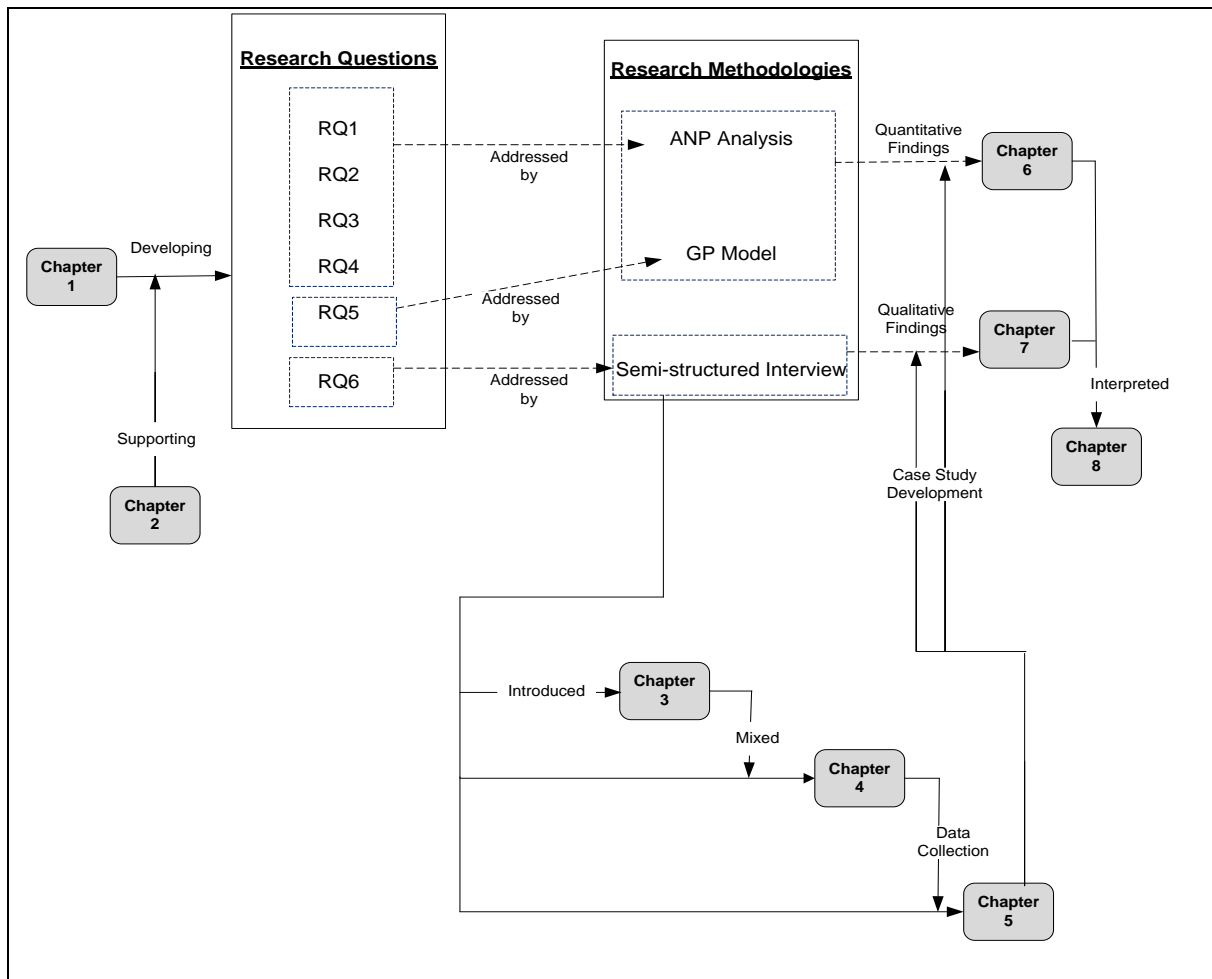 Research Questions
RQ1
RQ2
RQ3
RQ4
RQ5
RQ6
Research Methodologies
ANP Analysis
GP Model
Semi-structured Interview
Addressed
by
Addressed
by
Addressed
by
Developing
Chapter
1
Supporting
Chapter
2
Quantitative
Findings
Chapter
6
Qualitative
Findings
Chapter
7
Interpreted
Chapter
8
Case Study
Development
Introduced
Chapter
3
Mixed
Chapter
4
Data
Collection
Chapter
5